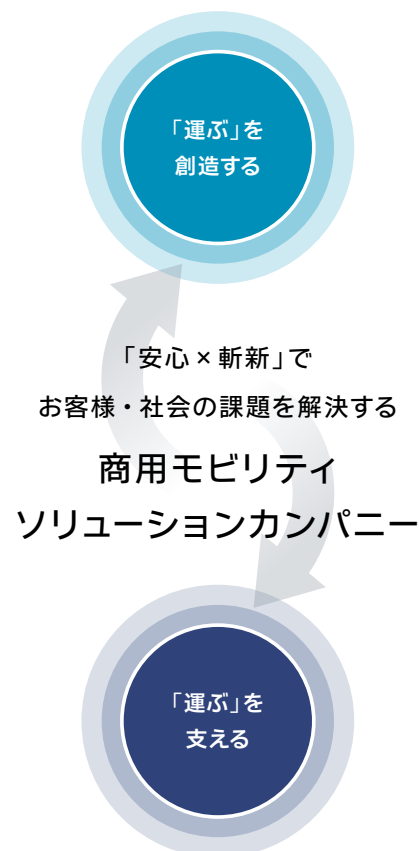 「運ぶ」を
創造する
「安心×斬新」で
お客様・社会の課題を解決する
商用モビリティ
ソリューションカンパニー
「運ぶ」を
支える